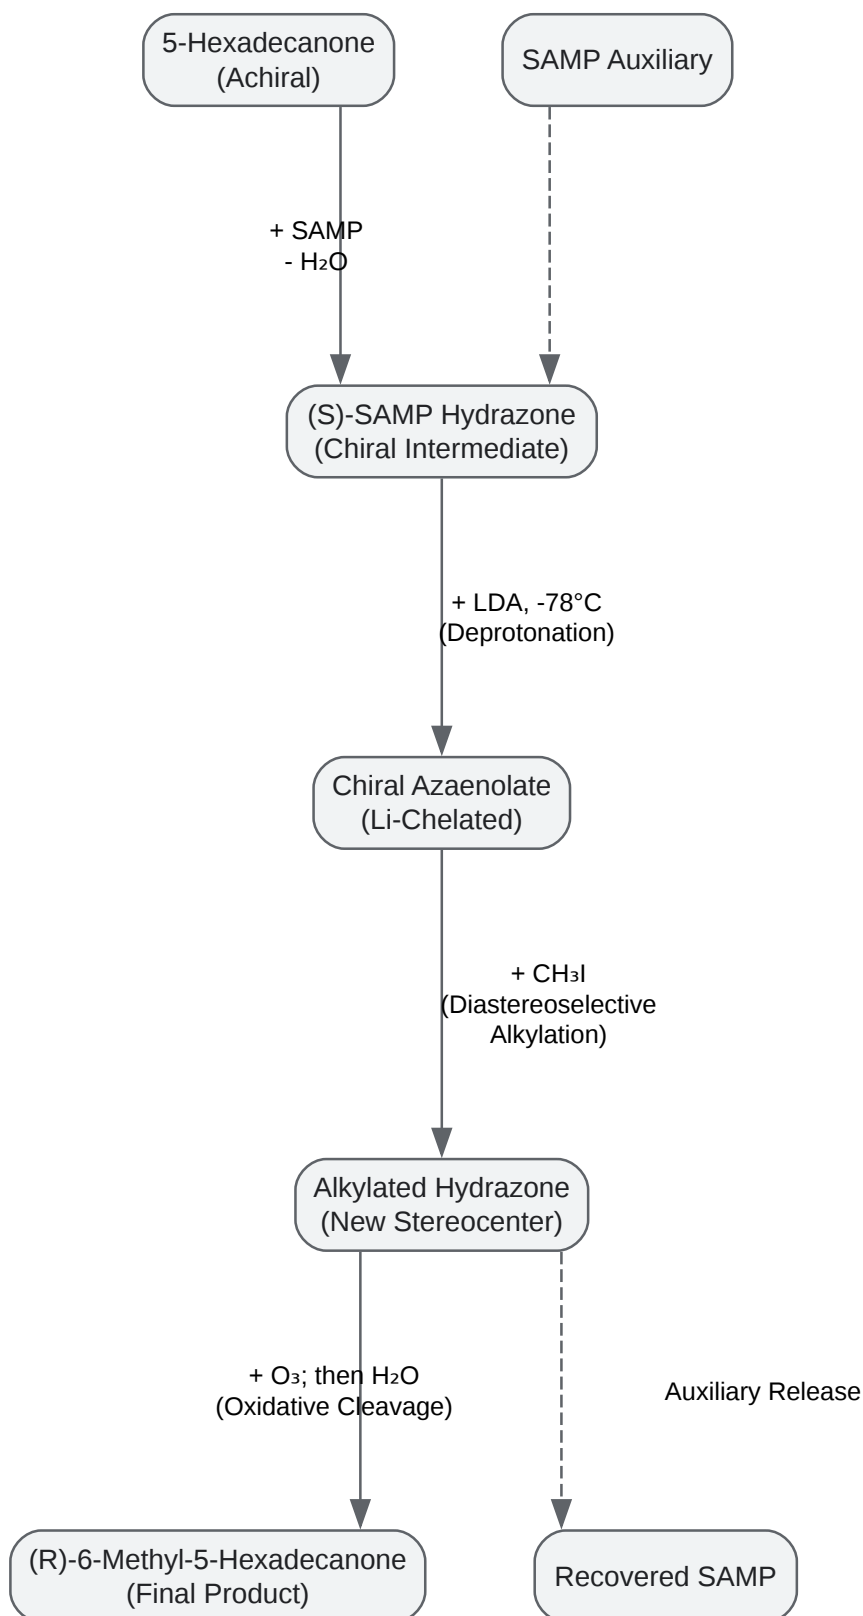 5-Hexadecanone
(Achiral)
SAMP Auxiliary
+ SAMP
- H₂O
(S)-SAMP Hydrazone
(Chiral Intermediate)
+ LDA, -78°C
(Deprotonation)
Chiral Azaenolate
(Li-Chelated)
+ CH₃I
(Diastereoselective
Alkylation)
Alkylated Hydrazone
(New Stereocenter)
+ O₃; then H₂O
(Oxidative Cleavage)
Auxiliary Release
(R)-6-Methyl-5-Hexadecanone
(Final Product)
Recovered SAMP